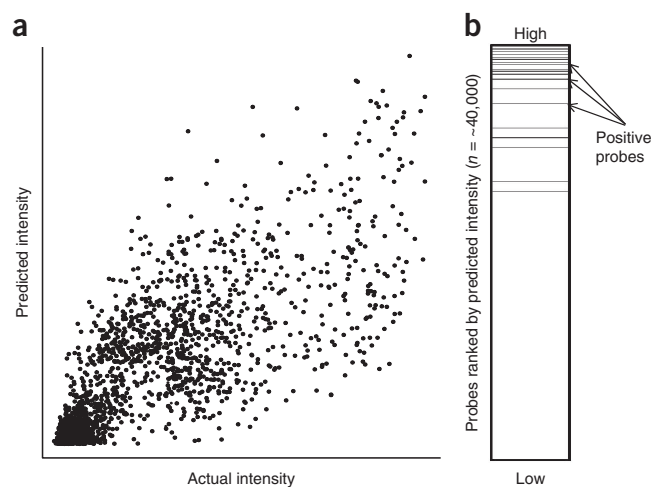 a
Predicted intensity
Actual intensity
b
High
Probes ranked by predicted intensity (n = ~40,000)
Positive
probes
Low